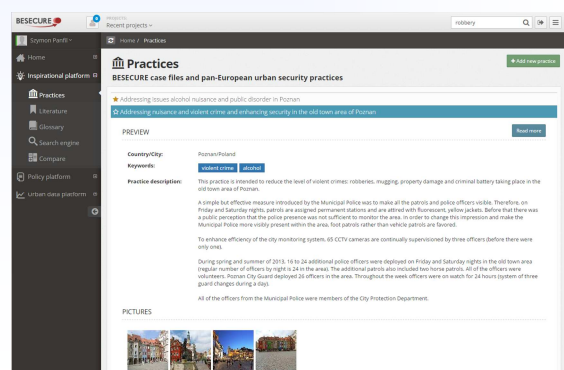 BESECURE
PROJECTS
Recent projects
robbery
Szymon Panfil
Home / Practices
Home
Inspirational platform
Practices
Literature
Glossary
Search engine
Compare
Policy platform
Urban data platform
Practices
+ Add new practice
BESECURE case files and pan-European urban security practices
Addressing issues alcohol nuisance and public disorder in Poznan
Addressing nuisance and violent crime and enhancing security in the old town area of Poznan
PREVIEW
Read more
Country/City: Poznan/Poland
Keywords: violent crime alcohol
Practice description: This practice is intended to reduce the level of violent crimes: robberies, mugging, property damage and criminal battery taking place in the
old town area of Poznan.
A simple but effective measure introduced by the Municipal Police was to make all the patrols and police officers visible. Therefore, on
Friday and Saturday nights, patrols are assigned permanent stations and are attired with fluorescent, yellow jackets. Before that there was
a public perception that the police presence was not sufficient to monitor the area. In order to change this impression and make the
Municipal Police more visibly present within the area, foot patrols rather than vehicle patrols are favored.
To enhance efficiency of the city monitoring system, 65 CCTV cameras are continually supervised by three officers (before there were
only one).
During spring and summer of 2013, 16 to 24 additional police officers were deployed on Friday and Saturday nights in the old town area
(regular number of officers by night is 24 in the area). The additional patrols also included two horse patrols. All of the officers were
volunteers. Poznan City Guard deployed 26 officers in the area. Throughout the week officers were on watch for 24 hours (system of three
guard changes during a day).
All of the officers from the Municipal Police were members of the City Protection Department.
PICTURES